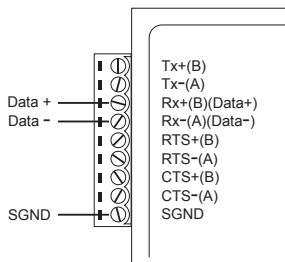 Tx+(B)
Tx-(A)
Data + Rx+(B)(Data+)
Data - Rx-(A)(Data-)
RTS+(B)
RTS-(A)
CTS+(B)
CTS-(A)
SGND SGND